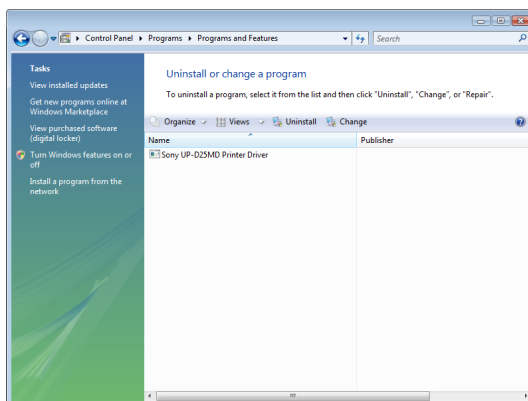 Control Panel ▸ Programs ▸ Programs and Features
Search
Tasks
View installed updates
Get new programs online at
Windows Marketplace
View purchased software
(digital locker)
Turn Windows features on or
off
Install a program from the
network
Uninstall or change a program
To uninstall a program, select it from the list and then click "Uninstall", "Change", or "Repair".
Organize Views Uninstall Change
Name Publisher
Sony UP-D25MD Printer Driver